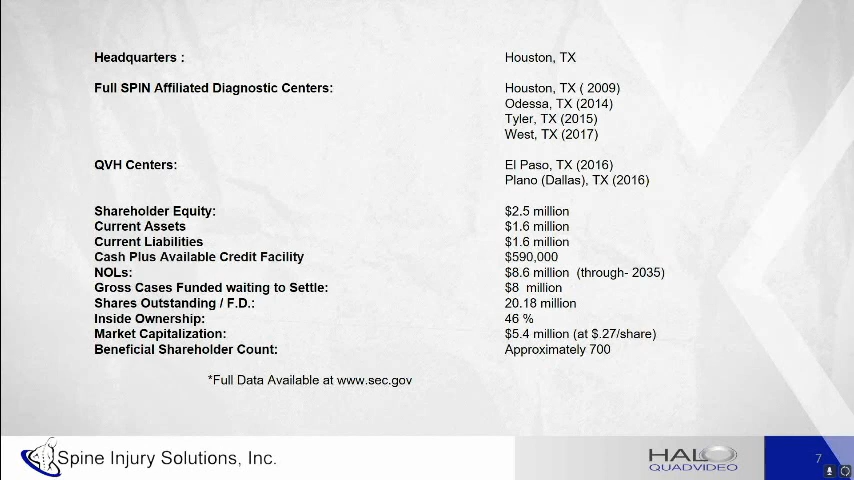 Headquarters : Houston, TX
Full SPIN Affiliated Diagnostic Centers: Houston, TX ( 2009)
Odessa, TX (2014)
Tyler, TX (2015)
West, TX (2017)
QVH Centers: El Paso, TX (2016)
Plano (Dallas), TX (2016)
Shareholder Equity: $2.5 million
Current Assets $1.6 million
Current Liabilities $1.6 million
Cash Plus Available Credit Facility $590,000
NOLs: $8.6 million (through- 2035)
Gross Cases Funded waiting to Settle: $8 million
Shares Outstanding / F.D.: 20.18 million
Inside Ownership: 46 %
Market Capitalization: $5.4 million (at $.27/share)
Beneficial Shareholder Count: Approximately 700
*Full Data Available at www.sec.gov
Spine Injury Solutions, Inc.
HALO
QUADVIDEO
7